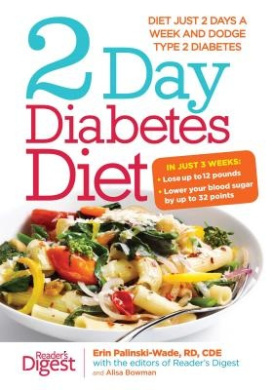 DIET JUST 2 DAYS A
WEEK AND DODGE
TYPE 2 DIABETES
2 Day
Diabetes
Diet
IN JUST 3 WEEKS:
• Lose up to 12 pounds
• Lower your blood sugar
by up to 32 points
Reader's
Digest
Erin Palinski-Wade, RD, CDE
with the editors of Reader's Digest
and Alisa Bowman